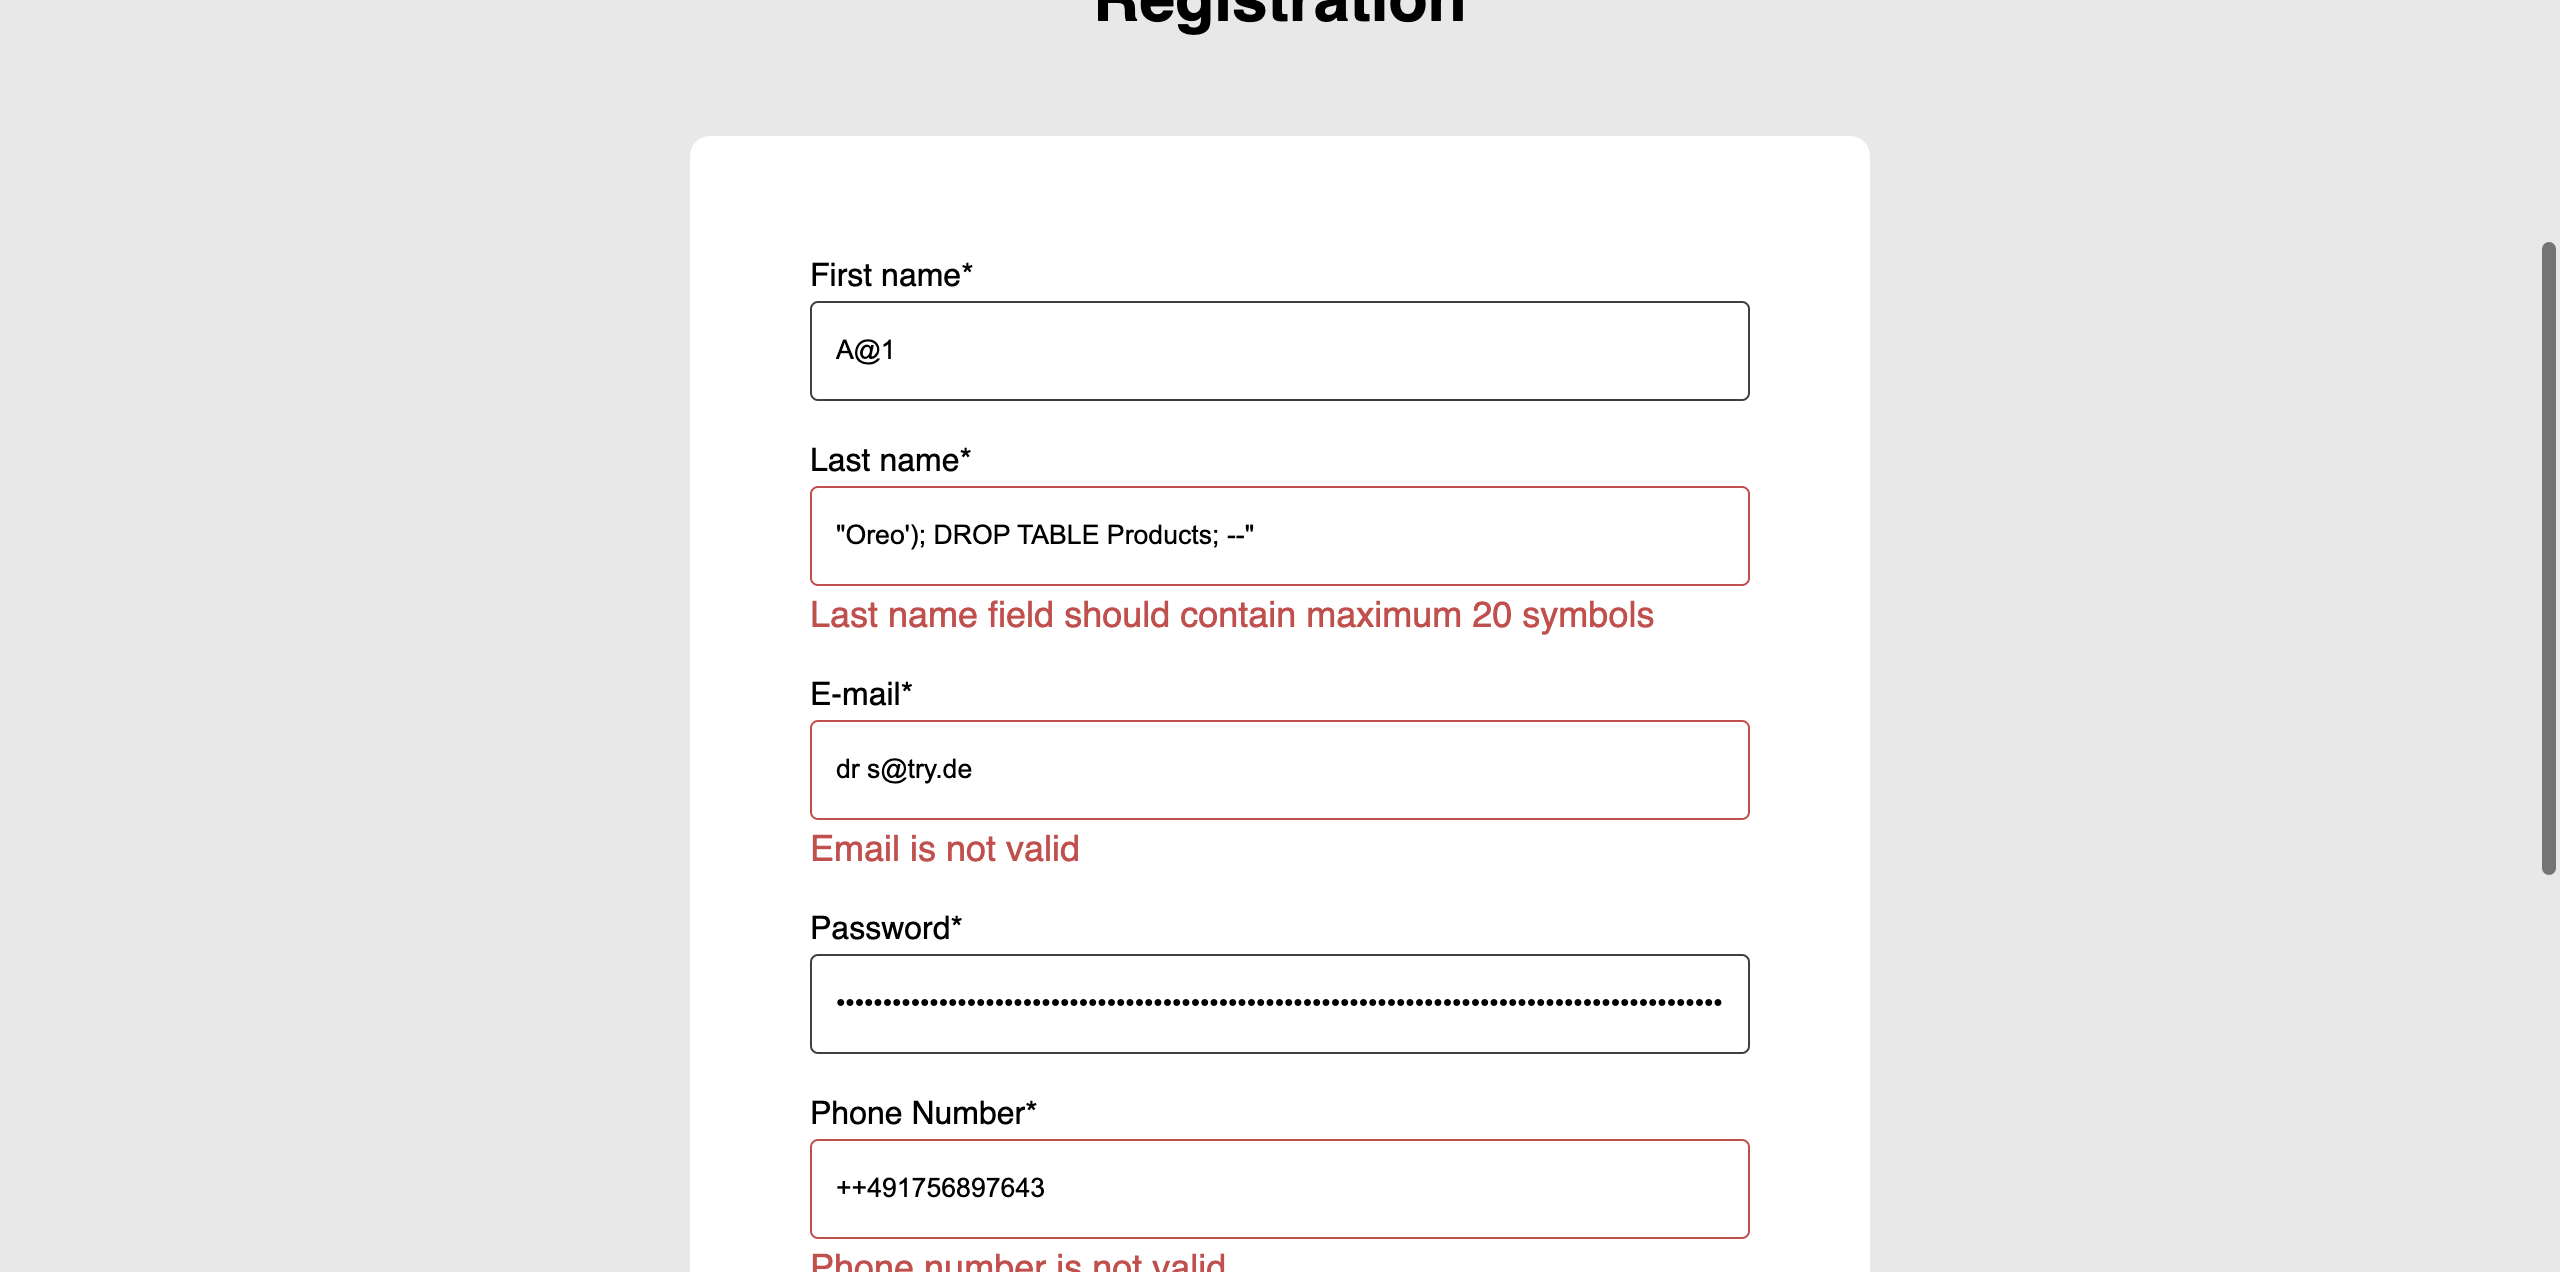 Registration
First name*
A@1
Last name*
"Oreo'); DROP TABLE Products; --"
Last name field should contain maximum 20 symbols
E-mail*
dr s@try.de
Email is not valid
Password*
Phone Number*
++491756897643
Phone number is not valid